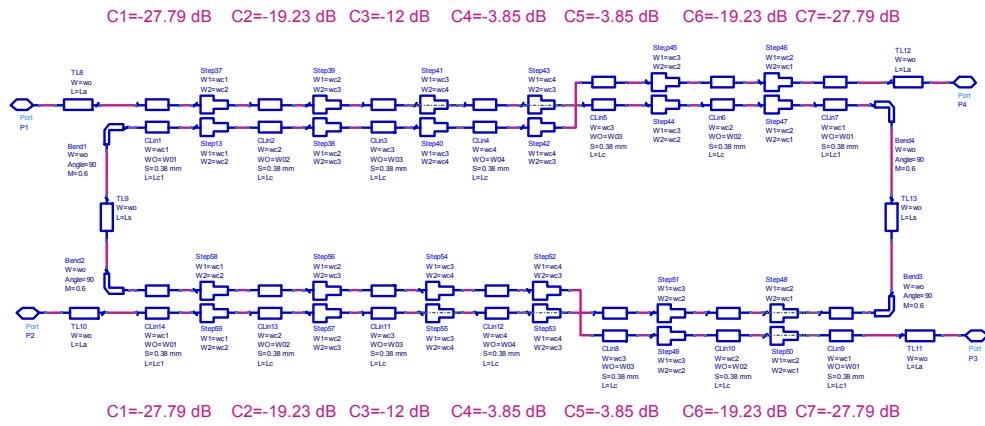 C1=-27.79 dB C2=-19.23 dB C3=-12 dB C4=-3.85 dB C5=-3.85 dB C6=-19.23 dB C7=-27.79 dB
TL8
W=wo
L=La
Step37
W1=wc1
W2=wc2
Step39
W1=wc2
W2=wc3
Step41
W1=wc3
W2=wc4
Step43
W1=wc4
W2=wc3
Step45
W1=wc3
W2=wc2
Step46
W1=wc2
W2=wc1
TL12
W=wo
L=La
Port
P1
Port
P4
Bend1
W=wo
Angle=90
M=0.6
CLin1
W=wc1
WO=W01
S=0.38 mm
L=Lc1
Step13
W1=wc1
W2=wc2
CLin2
W=wc2
WO=W02
S=0.38 mm
L=Lc
Step38
W1=wc2
W2=wc3
CLin3
W=wc3
WO=W03
S=0.38 mm
L=Lc
Step40
W1=wc3
W2=wc4
CLin4
W=wc4
WO=W04
S=0.38 mm
L=Lc
Step42
W1=wc4
W2=wc3
CLin5
W=wc3
WO=W03
S=0.38 mm
L=Lc
Step44
W1=wc3
W2=wc2
CLin6
W=wc2
WO=W02
S=0.38 mm
L=Lc
Step47
W1=wc2
W2=wc1
CLin7
W=wc1
WO=W01
S=0.38 mm
L=Lc1
Bend4
W=wo
Angle=90
M=0.6
TL9
W=wo
L=Ls
TL13
W=wo
L=Ls
Bend2
W=wo
Angle=90
M=0.6
Step58
W1=wc1
W2=wc2
Step56
W1=wc2
W2=wc3
Step54
W1=wc3
W2=wc4
Step52
W1=wc4
W2=wc3
Step51
W1=wc3
W2=wc2
Step48
W1=wc2
W2=wc1
Bend3
W=wo
Angle=90
M=0.6
Port
P2
TL10
W=wo
L=La
CLin14
W=wc1
WO=W01
S=0.38 mm
L=Lc1
Step59
W1=wc1
W2=wc2
CLin13
W=wc2
WO=W02
S=0.38 mm
L=Lc
Step57
W1=wc2
W2=wc3
CLin11
W=wc3
WO=W03
S=0.38 mm
L=Lc
Step55
W1=wc3
W2=wc4
CLin12
W=wc4
WO=W04
S=0.38 mm
L=Lc
Step53
W1=wc4
W2=wc3
CLin8
W=wc3
WO=W03
S=0.38 mm
L=Lc
Step49
W1=wc3
W2=wc2
CLin10
W=wc2
WO=W02
S=0.38 mm
L=Lc
Step50
W1=wc2
W2=wc1
CLin9
W=wc1
WO=W01
S=0.38 mm
L=Lc1
TL11
W=wo
L=La
Port
P3
C1=-27.79 dB C2=-19.23 dB C3=-12 dB C4=-3.85 dB C5=-3.85 dB C6=-19.23 dB C7=-27.79 dB